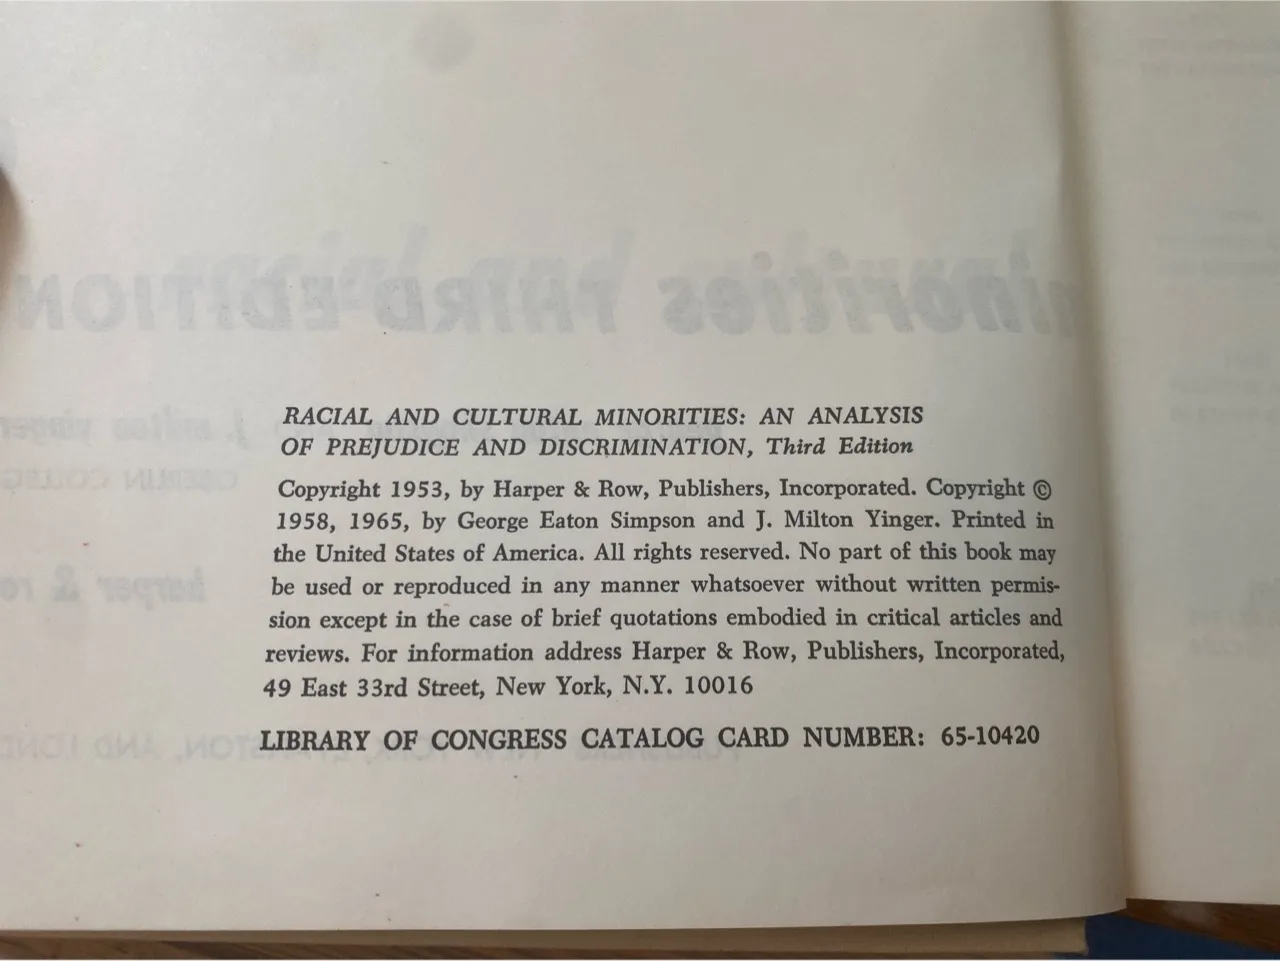 RACIAL AND CULTURAL MINORITIES: AN ANALYSIS
OF PREJUDICE AND DISCRIMINATION, Third Edition
Copyright 1953, by Harper & Row, Publishers, Incorporated. Copyright ©
1958, 1965, by George Eaton Simpson and J. Milton Yinger. Printed in
the United States of America. All rights reserved. No part of this book may
be used or reproduced in any manner whatsoever without written permis-
sion except in the case of brief quotations embodied in critical articles and
reviews. For information address Harper & Row, Publishers, Incorporated,
49 East 33rd Street, New York, N.Y. 10016
LIBRARY OF CONGRESS CATALOG CARD NUMBER: 65-10420